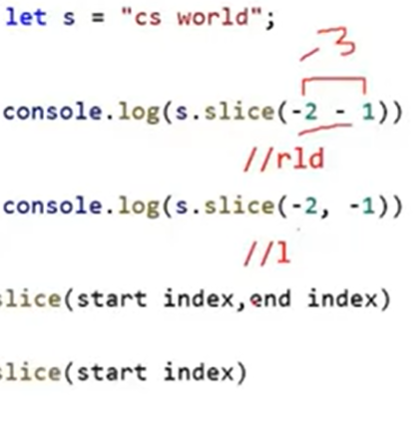 let s = "cs world";
-3
console.log(s.slice(-2 - 1))
//rld
console.log(s.slice(-2, -1))
//l
slice(start index,end index)
slice(start index)